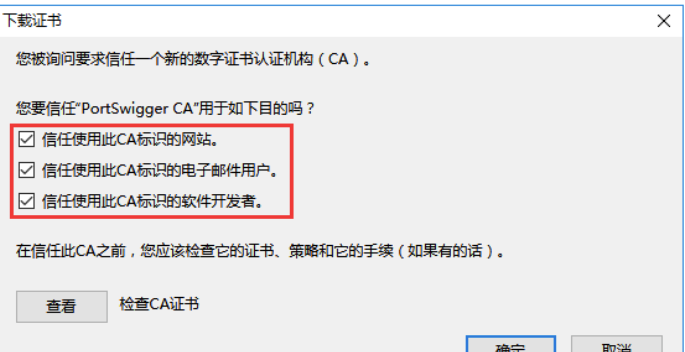 下载证书
您被询问要求信任一个新的数字证书认证机构（CA）。
您要信任“PortSwigger CA”用于如下目的吗？
信任使用此CA标识的网站。
信任使用此CA标识的电子邮件用户。
信任使用此CA标识的软件开发者。
在信任此CA之前，您应该检查它的证书、策略和它的手续（如果有的话）。
查看 检查CA证书
确定 取消